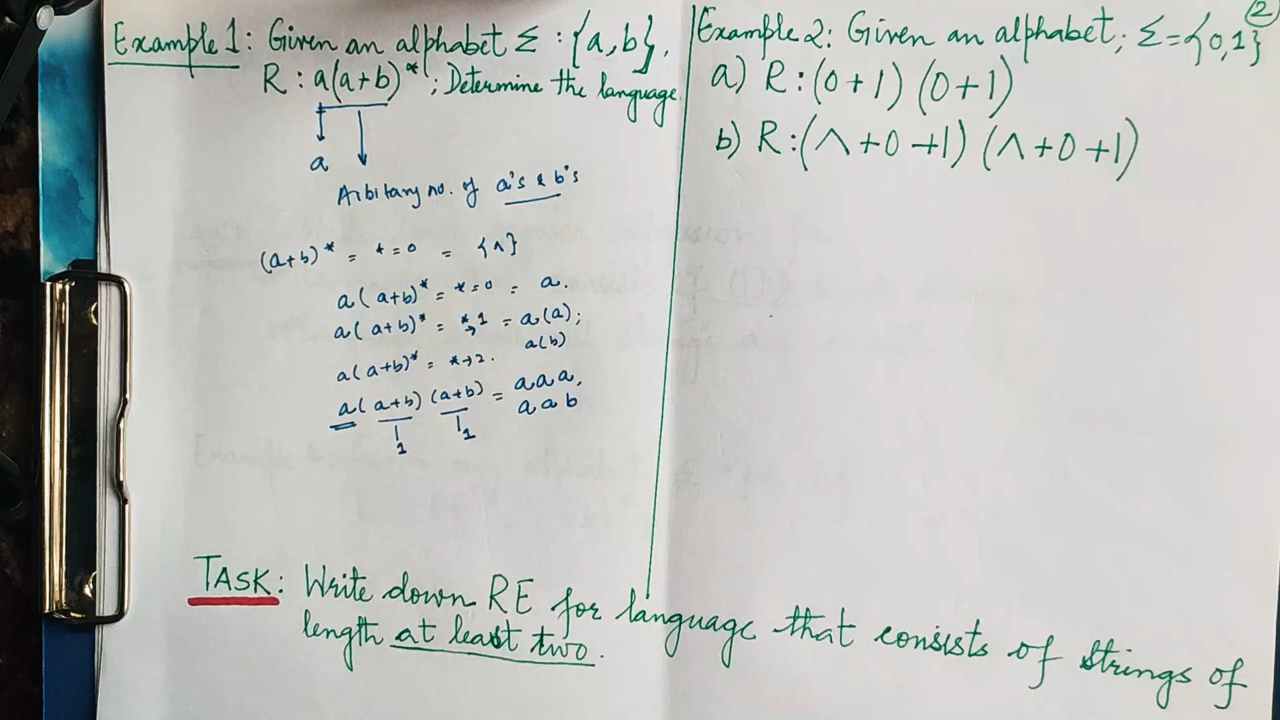 Example 1: Given an alphabet Σ : {a,b},
R : a(a+b)*; Determine the language
a
Arbitary no. of a's & b's
(a+b)* = * = 0 = {^}
a(a+b)* = * = 0 = a.
a(a+b)* = * → 1 = a(a);
a(b)
a(a+b)* = * → 2.
a(a+b)(a+b) = aaa,
aab
1 1
②
Example 2: Given an alphabet; Σ={0,1}
a) R:(0+1)(0+1)
b) R:(^+0+1)(^+0+1)
TASK: Write down RE for language that consists of strings of
length at least two.